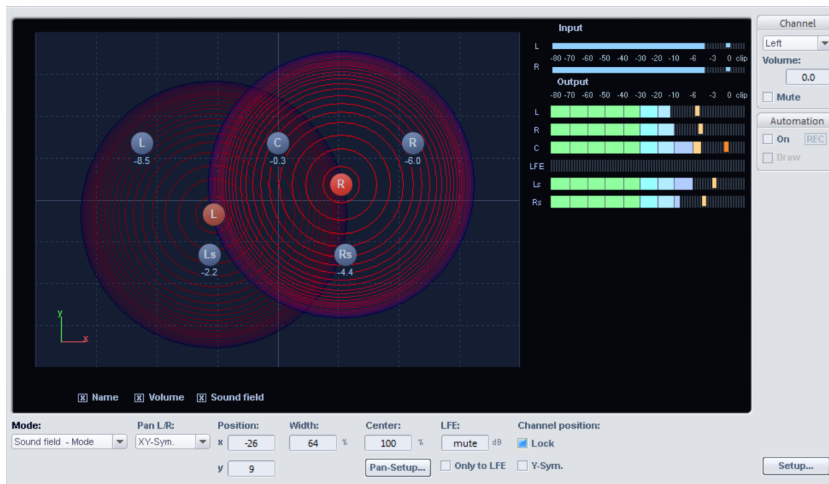 Input
L
-80 -70 -60 -50 -40 -30 -20 -10 -6 -3 0 clip
R
Output
-80 -70 -60 -50 -40 -30 -20 -10 -6 -3 0 clip
L
R
C
LFE
Ls
Rs
L
-8.5
C
-0.3
R
-6.0
R
L
Ls
-2.2
Rs
-4.4
y
x
x Name x Volume x Sound field
Channel
Left
Volume:
0.0
Mute
Automation
On REC
Draw
Mode: Pan L/R: Position: Width: Center: LFE: Channel position:
Sound field - Mode XY-Sym. x -26 64 % 100 % mute dB Lock
y 9 Pan-Setup... Only to LFE Y-Sym.
Setup...